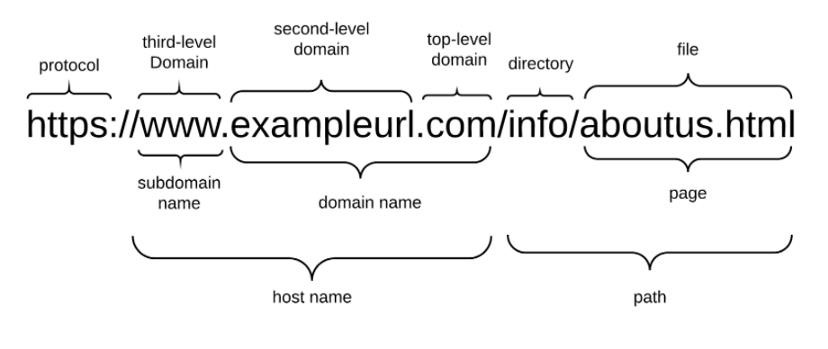 protocol
third-level
Domain
second-level
domain
top-level
domain
directory
file
https://www.exampleurl.com/info/aboutus.html
subdomain
name
domain name
page
host name
path